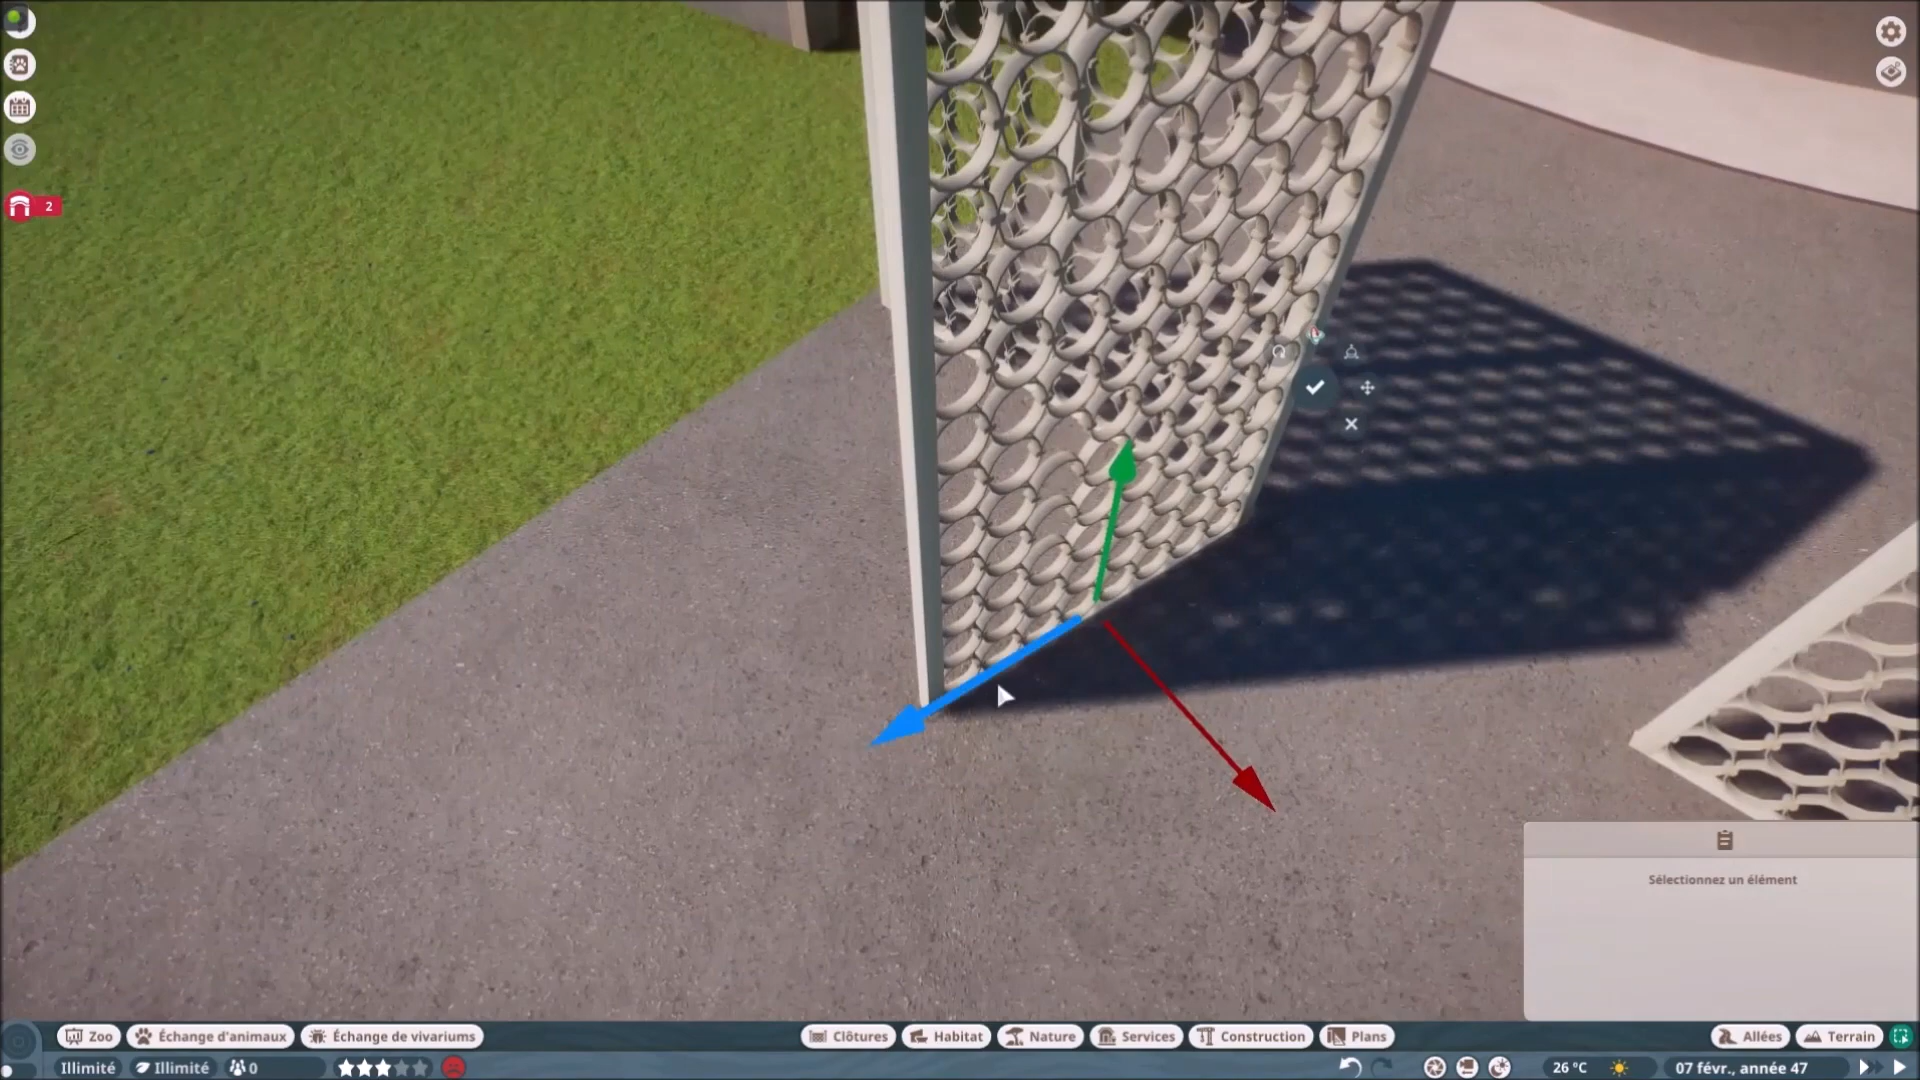 2
Sélectionnez un élément
Zoo
Échange d'animaux
Échange de vivariums
Clôtures
Habitat
Nature
Services
Construction
Plans
Allées
Terrain
Illimité
Illimité
0
26 °C
07 févr., année 47